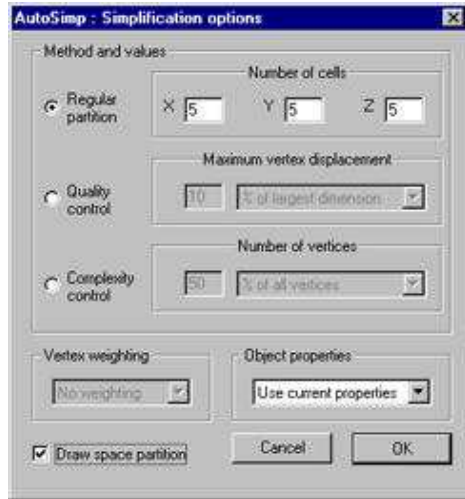 AutoSimp : Simplification options
Method and values
Number of cells
Regular partition
X 5 Y 5 Z 5
Maximum vertex displacement
Quality control
10 % of largest dimension
Number of vertices
Complexity control
50 % of all vertices
Vertex weighting
Object properties
No weighting
Use current properties
Draw space partition
Cancel
OK